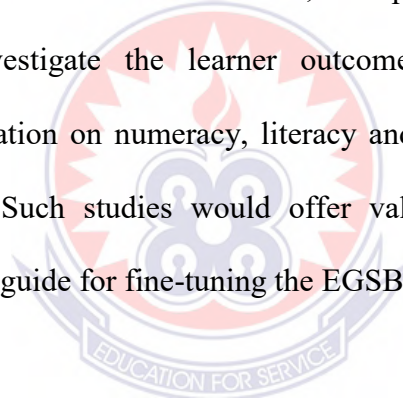 vestigate the learner outcome
ation on numeracy, literacy and
Such studies would offer val
guide for fine-tuning the EGSB
EDUCATION FOR SERVICE